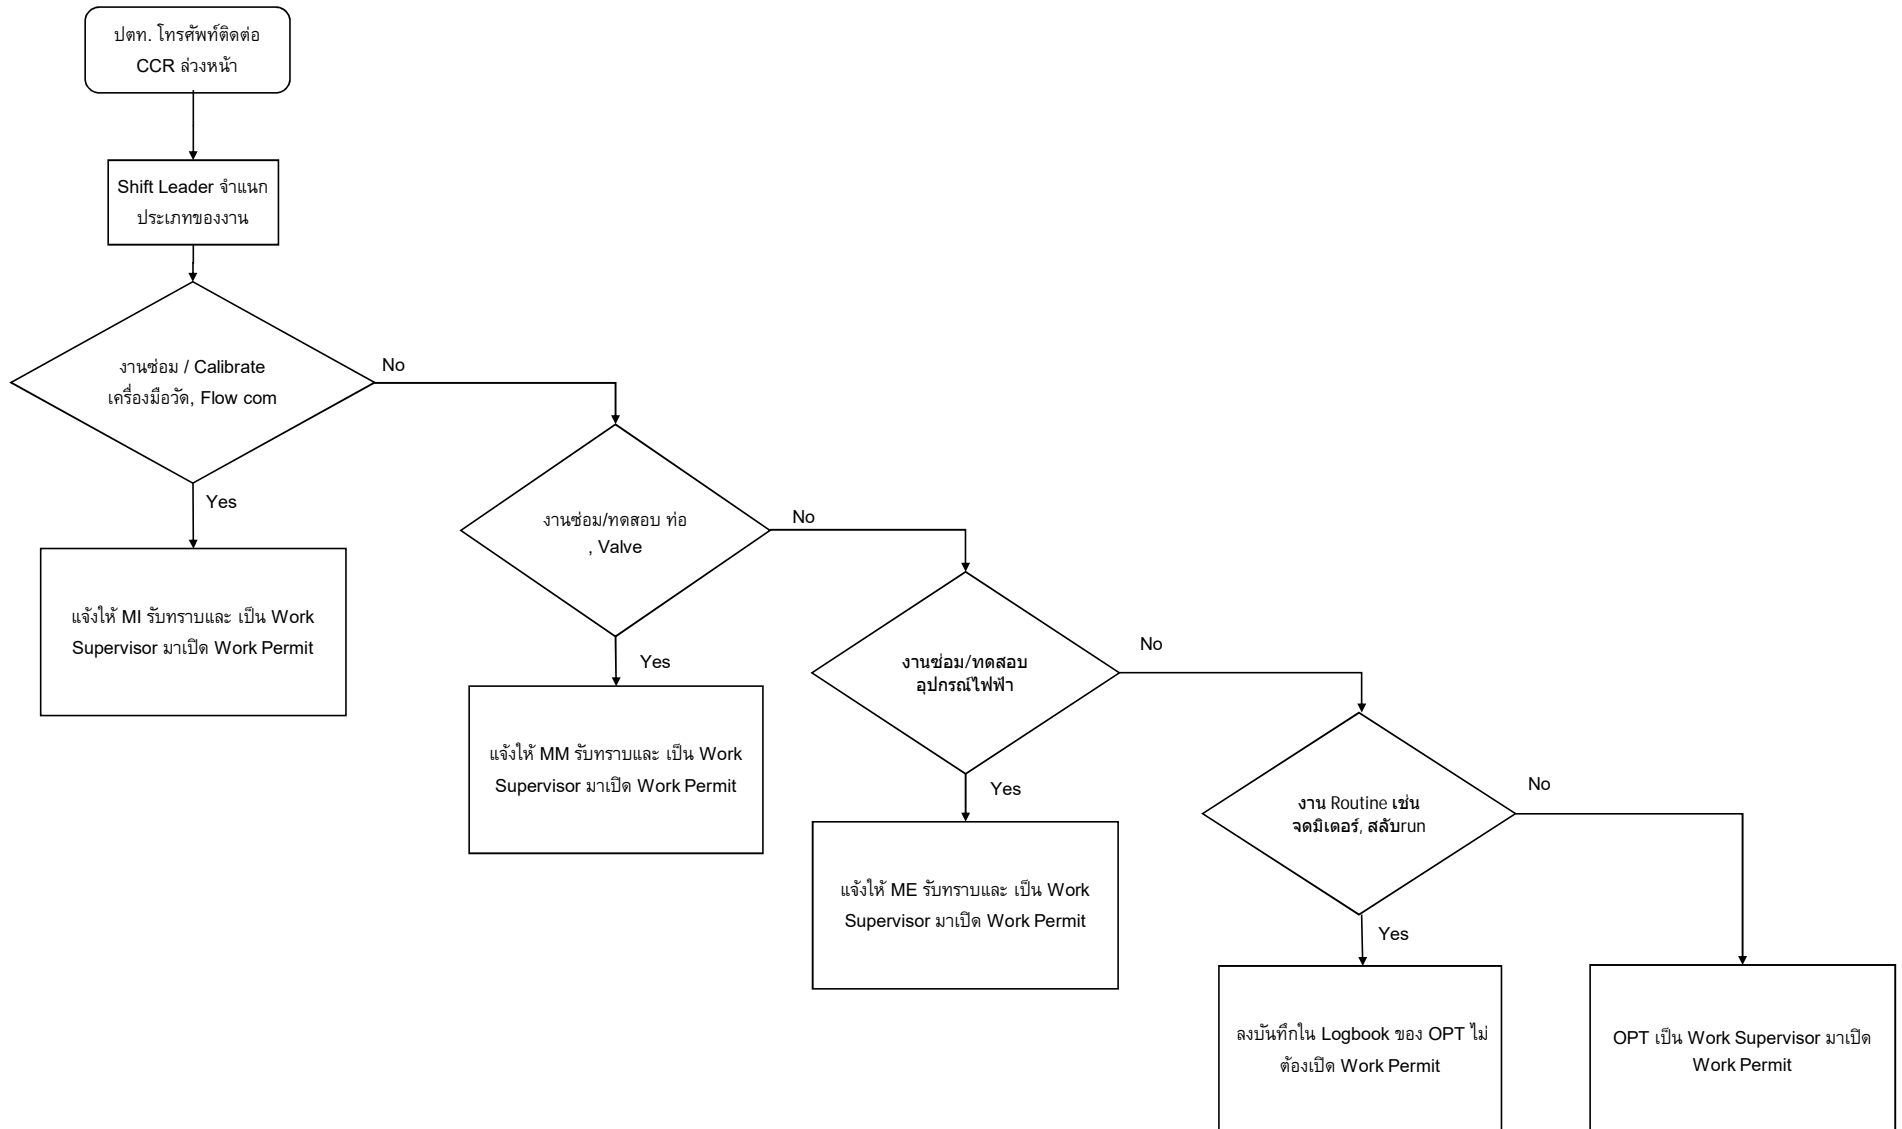 ปตท. โทรศัพท์ติดต่อ
CCR ล่วงหน้า
Shift Leader จำแนก
ประเภทของงาน
งานซ่อม / Calibrate
เครื่องมือวัด, Flow com
No
Yes
แจ้งให้ MI รับทราบและ เป็น Work
Supervisor มาเปิด Work Permit
งานซ่อม/ทดสอบ ท่อ
, Valve
No
Yes
แจ้งให้ MM รับทราบและ เป็น Work
Supervisor มาเปิด Work Permit
งานซ่อม/ทดสอบ
อุปกรณ์ไฟฟ้า
No
Yes
แจ้งให้ ME รับทราบและ เป็น Work
Supervisor มาเปิด Work Permit
งาน Routine เช่น
จดมิเตอร์, สลับrun
No
Yes
ลงบันทึกใน Logbook ของ OPT ไม่
ต้องเปิด Work Permit
OPT เป็น Work Supervisor มาเปิด
Work Permit